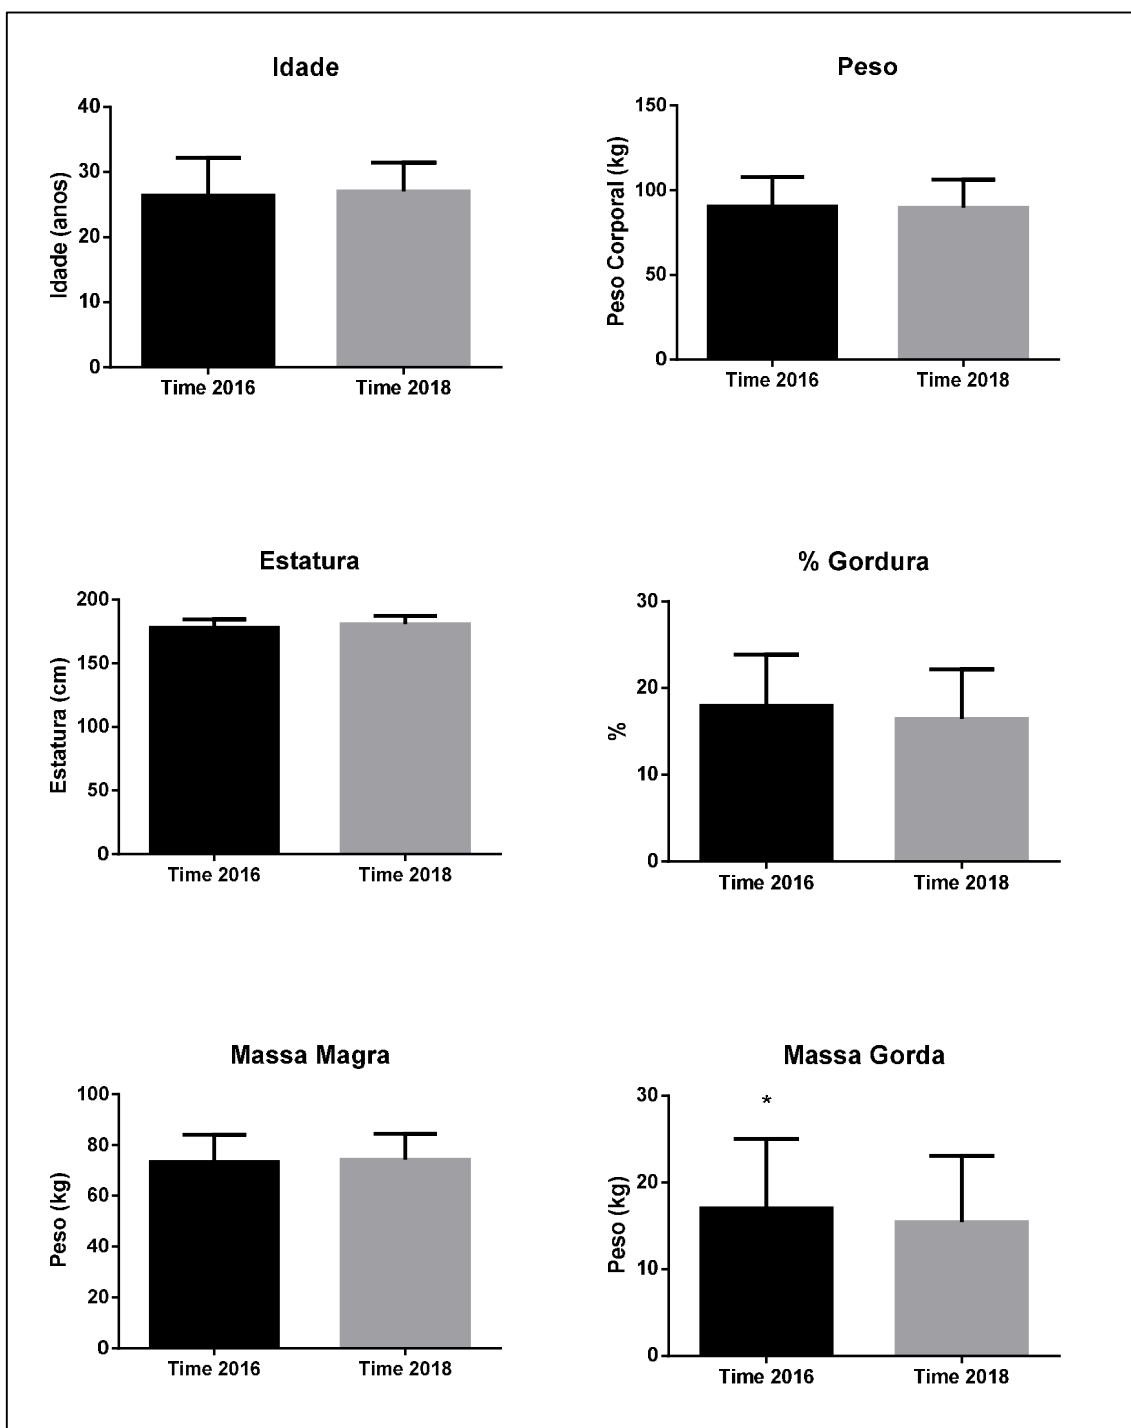 Idade
Idade (anos)
40
30
20
10
0
Time 2016
Time 2018
Peso
Peso Corporal (kg)
150
100
50
0
Time 2016
Time 2018
Estatura
Estatura (cm)
200
150
100
50
0
Time 2016
Time 2018
% Gordura
%
30
20
10
0
Time 2016
Time 2018
Massa Magra
Peso (kg)
100
80
60
40
20
0
Time 2016
Time 2018
Massa Gorda
Peso (kg)
30
20
10
0
*
Time 2016
Time 2018